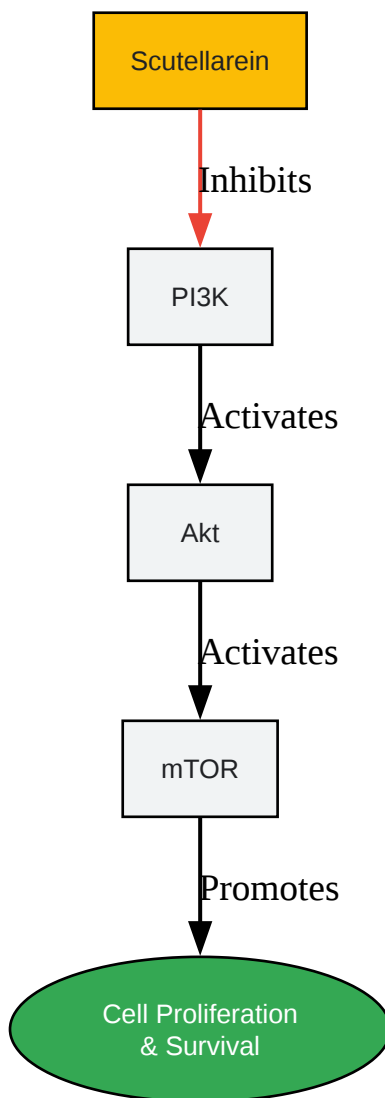 Scutellarein
Inhibits
PI3K
Activates
Akt
Activates
mTOR
Promotes
Cell Proliferation
& Survival